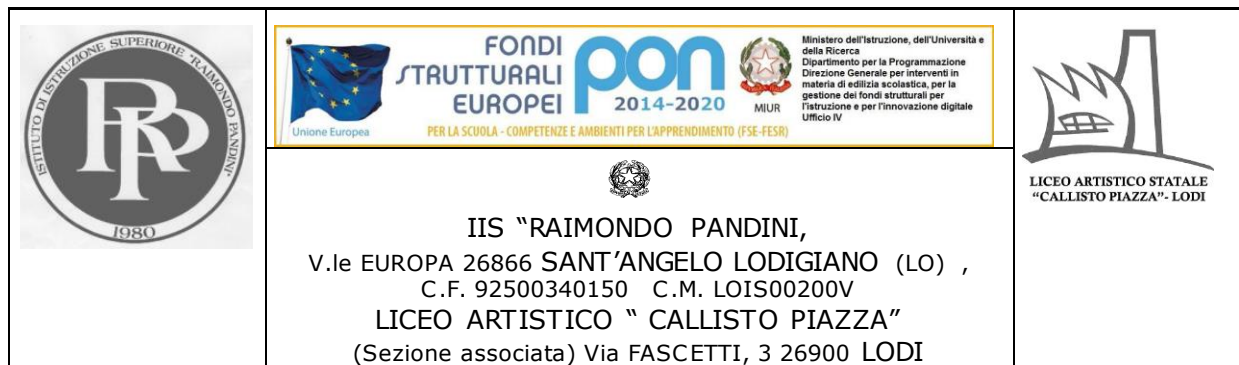 ISTITUTO DI ISTRUZIONE SUPERIORE "RAIMONDO PANDINI"
1980
Unione Europea
FONDI
STRUTTURALI
EUROPEI
pon
2014-2020
MIUR
Ministero dell'Istruzione, dell'Università e
della Ricerca
Dipartimento per la Programmazione
Direzione Generale per interventi in
materia di edilizia scolastica, per la
gestione dei fondi strutturali per
l'istruzione e per l'innovazione digitale
Ufficio IV
PER LA SCUOLA - COMPETENZE E AMBIENTI PER L'APPRENDIMENTO (FSE-FESR)
IIS "RAIMONDO PANDINI,
V.le EUROPA 26866 SANT'ANGELO LODIGIANO (LO) ,
C.F. 92500340150 C.M. LOIS00200V
LICEO ARTISTICO " CALLISTO PIAZZA"
(Sezione associata) Via FASCETTI, 3 26900 LODI
LICEO ARTISTICO STATALE
"CALLISTO PIAZZA"- LODI